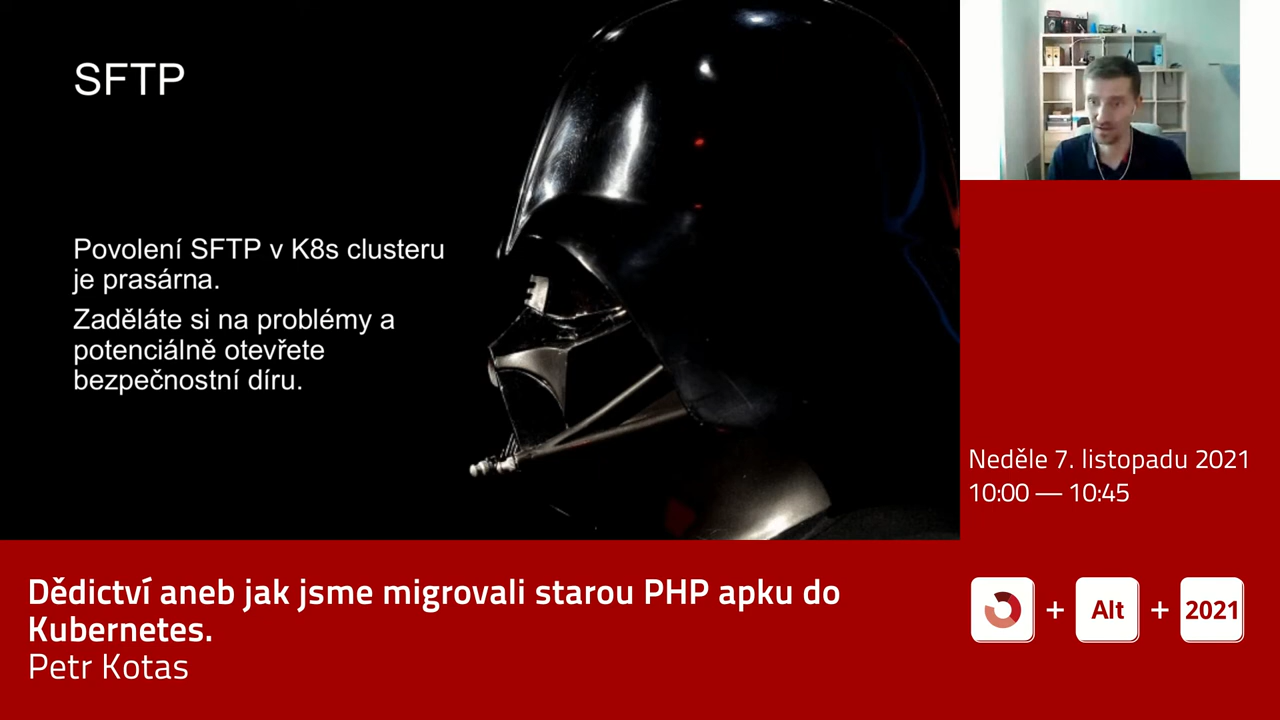 SFTP
Povolení SFTP v K8s clusteru
je prasárna.
Zaděláte si na problémy a
potenciálně otevřete
bezpečnostní díru.
Neděle 7. listopadu 2021
10:00 — 10:45
Dědictví aneb jak jsme migrovali starou PHP apku do
Kubernetes.
Petr Kotas
+ Alt + 2021